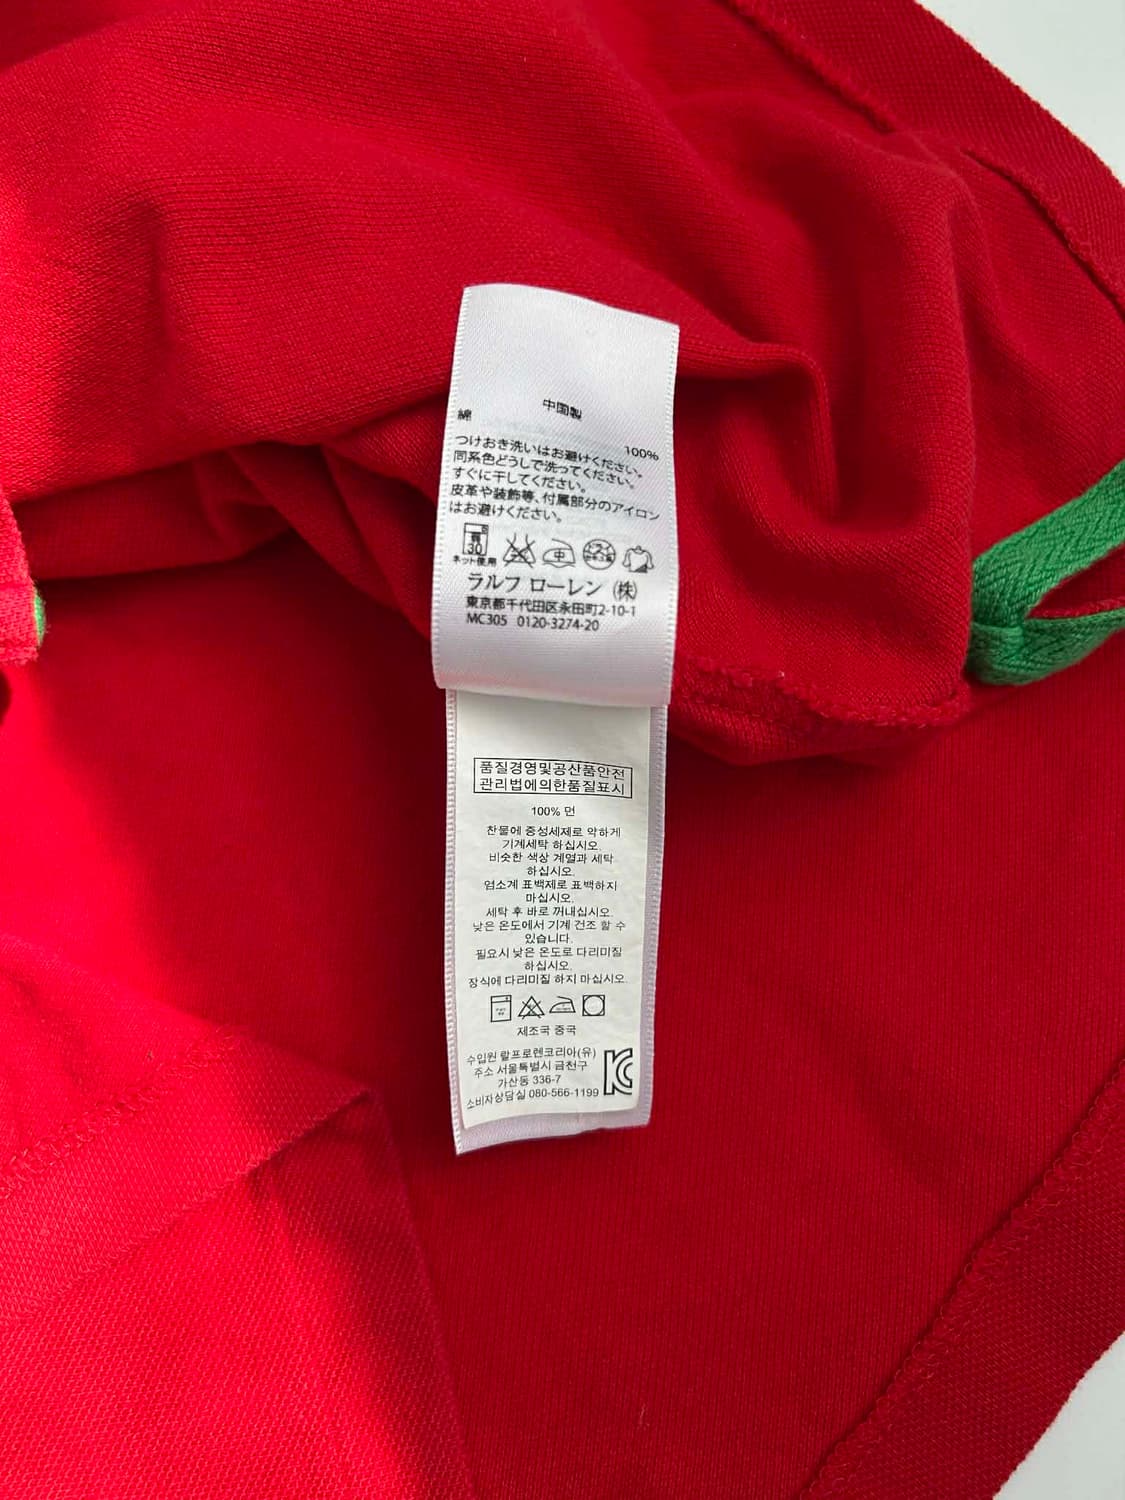 中国製
綿 100%
つけおき洗いはお避けください。
同系色どうしで洗ってください。
すぐに干してください。
皮革や装飾等、付属部分のアイロン
はお避けください。
弱
30
中
ネット使用
ラルフ ローレン (株)
東京都千代田区永田町2-10-1
MC305 0120-3274-20
품질경영및공산품안전
관리법에의한품질표시
100% 먼
찬물에 중성세제로 약하게
기계세탁 하십시오.
비슷한 색상 계열과 세탁
하십시오.
염소계 표백제로 표백하지
마십시오.
세탁 후 바로 꺼내십시오.
낮은 온도에서 기계 건조 할 수
있습니다.
필요시 낮은 온도로 다리미질
하십시오.
장식에 다리미질 하지 마십시오.
제조국 중국
수입원 랄프로렌코리아(유)
주소 서울특별시 금천구
가산동 336-7
소비자상담실 080-566-1199